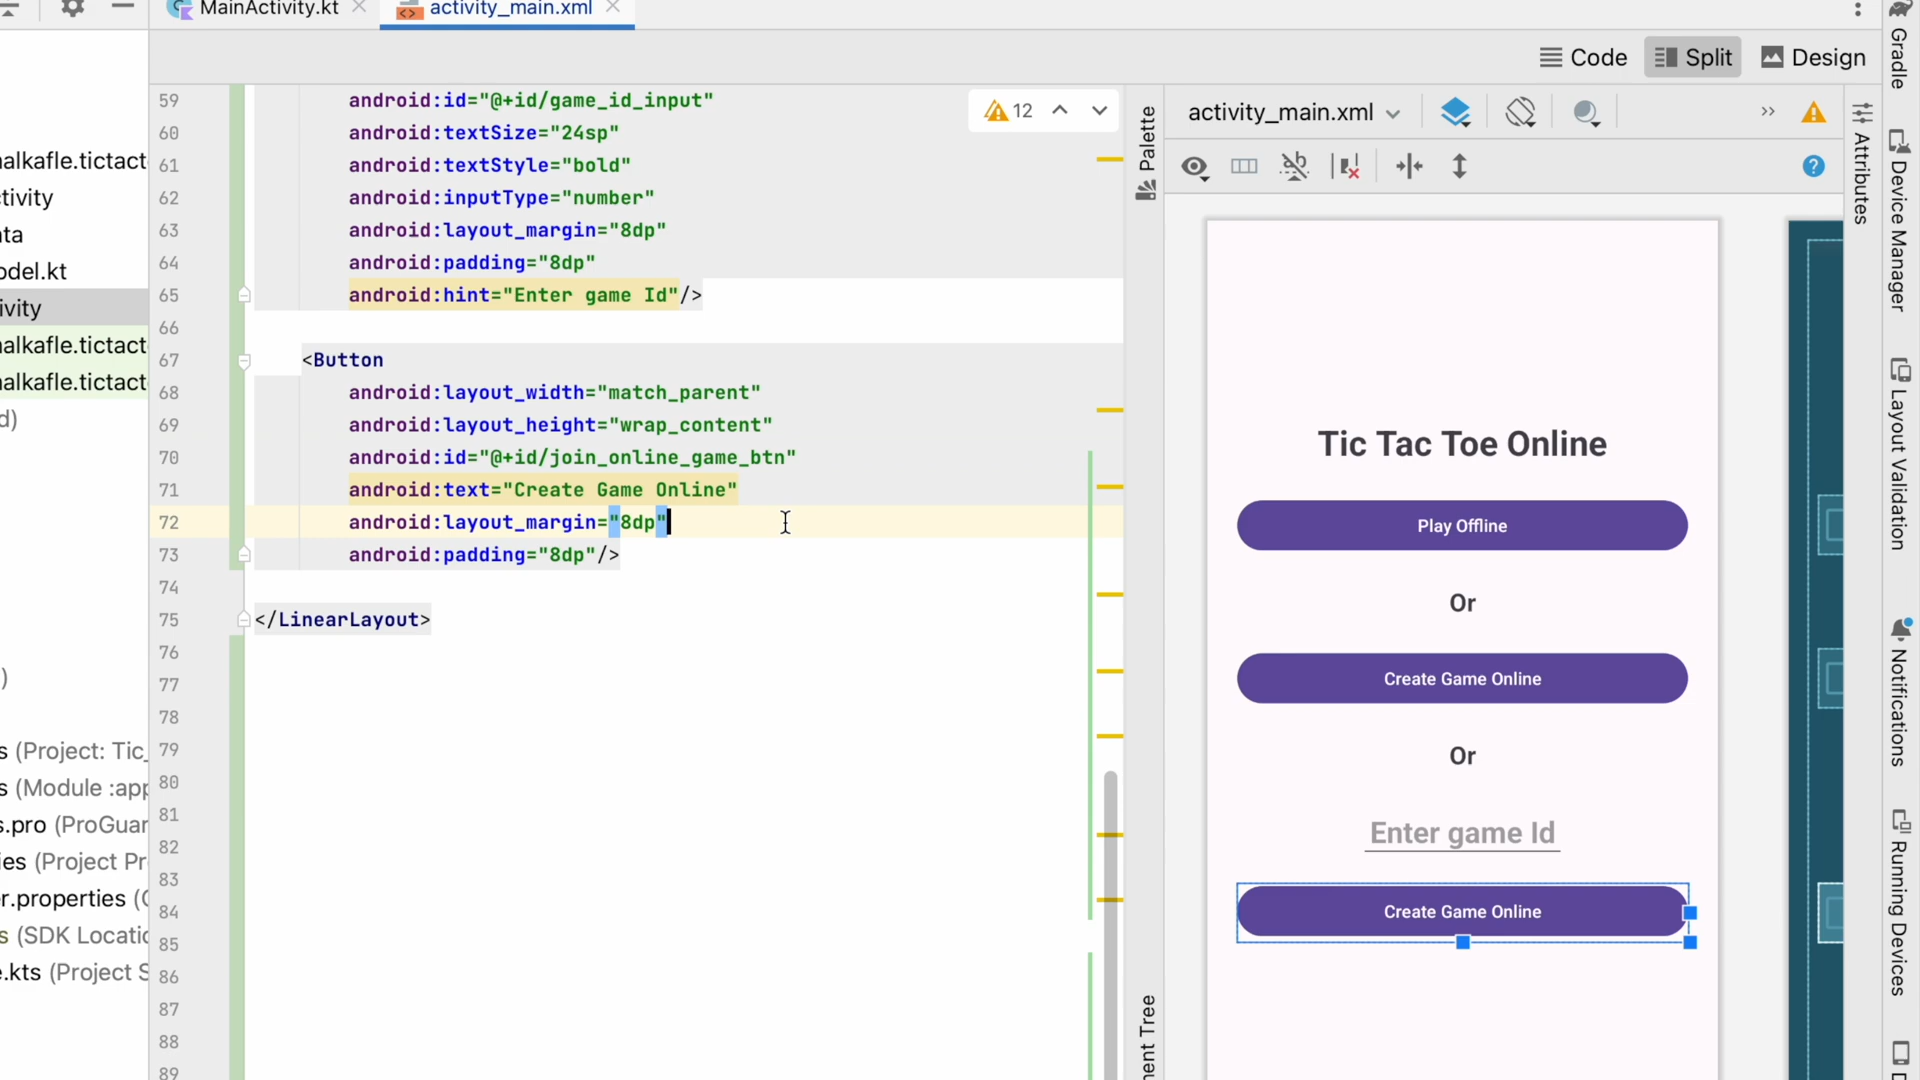 MainActivity.kt
activity_main.xml
Code
Split
Design
alkafle.tictact
ctivity
ata
odel.kt
ivity
alkafle.tictact
alkafle.tictact
d)
)
s (Project: Tic_
s (Module :app
s.pro (ProGuar
ies (Project Pr
r.properties (
s (SDK Locatio
e.kts (Project S
59 android:id="@+id/game_id_input"
60 android:textSize="24sp"
61 android:textStyle="bold"
62 android:inputType="number"
63 android:layout_margin="8dp"
64 android:padding="8dp"
65 android:hint="Enter game Id"/>
66
67 <Button
68 android:layout_width="match_parent"
69 android:layout_height="wrap_content"
70 android:id="@+id/join_online_game_btn"
71 android:text="Create Game Online"
72 android:layout_margin="8dp"
73 android:padding="8dp"/>
74
75 </LinearLayout>
76
77
78
79
80
81
82
83
84
85
86
87
88
89
12
Palette
nent Tree
activity_main.xml
Tic Tac Toe Online
Play Offline
Or
Create Game Online
Or
Enter game Id
Create Game Online
Attributes
Gradle
Device Manager
Layout Validation
Notifications
Running Devices